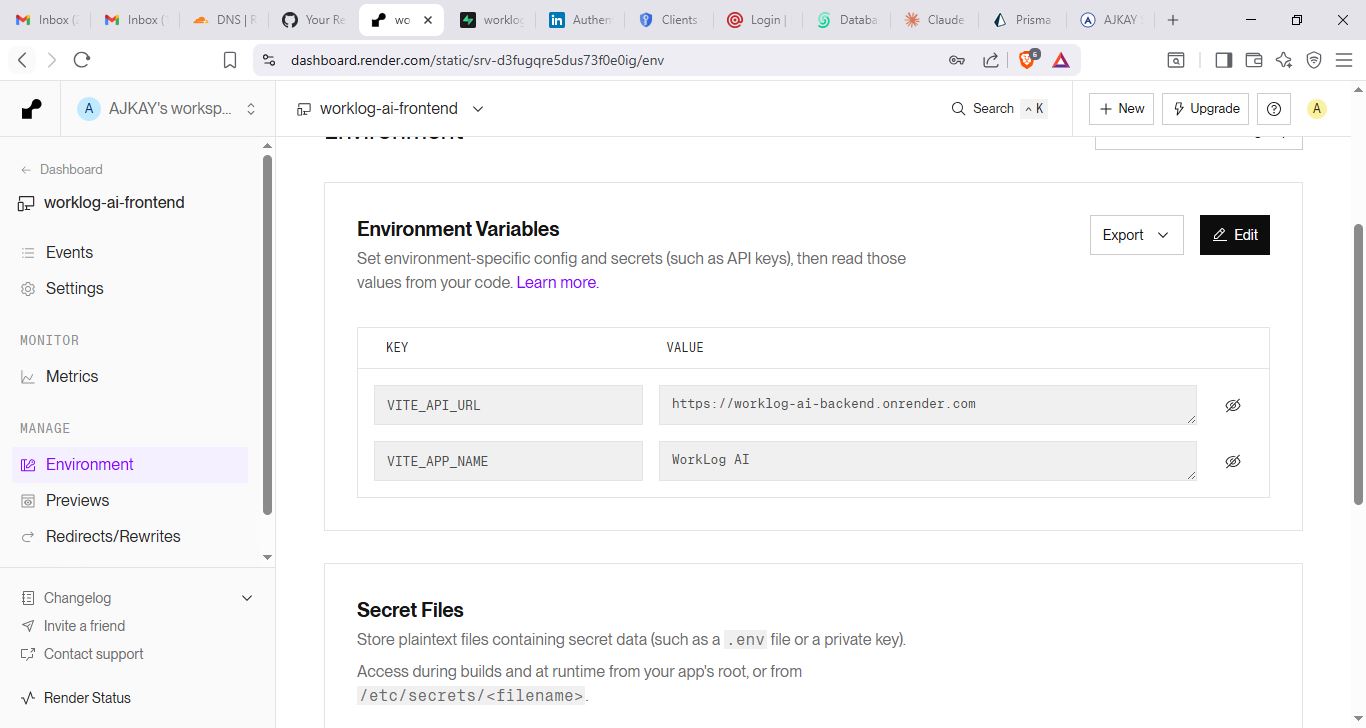 Inbox (2
Inbox (1
DNS | R
Your Re
wo
worklog
Authen
Clients
Login |
Databa
Claude
Prisma
AJKAY
dashboard.render.com/static/srv-d3fugqre5dus73f0e0ig/env
6
A
AJKAY's worksp...
worklog-ai-frontend
Search
K
New
Upgrade
A
Dashboard
worklog-ai-frontend
Events
Settings
MONITOR
Metrics
MANAGE
Environment
Previews
Redirects/Rewrites
Changelog
Invite a friend
Contact support
Render Status
Environment
Environment Variables
Export
Edit
Set environment-specific config and secrets (such as API keys), then read those
values from your code. Learn more.
KEY VALUE
VITE_API_URL https://worklog-ai-backend.onrender.com
VITE_APP_NAME WorkLog AI
Secret Files
Store plaintext files containing secret data (such as a .env file or a private key).
Access during builds and at runtime from your app's root, or from
/etc/secrets/<filename>.